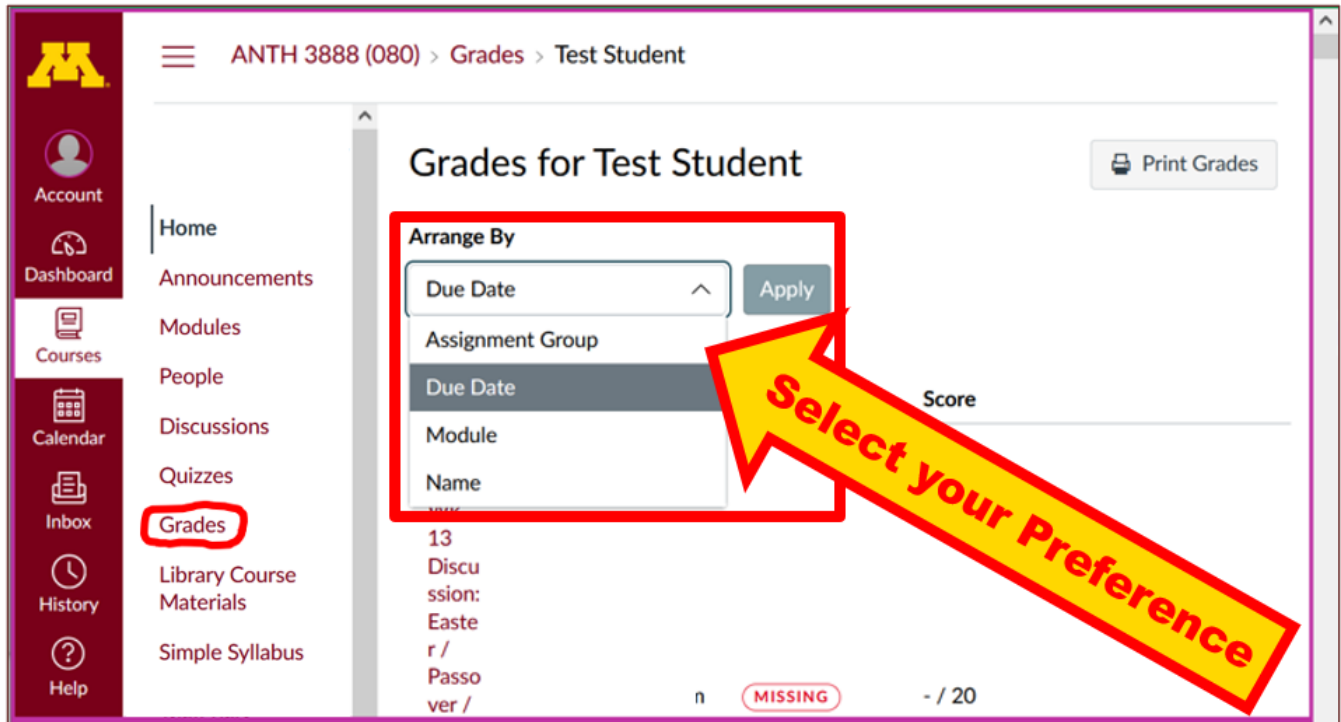 M
ANTH 3888 (080) > Grades > Test Student
Account
Dashboard
Courses
Calendar
Inbox
History
Help
Home
Announcements
Modules
People
Discussions
Quizzes
Grades
Library Course
Materials
Simple Syllabus
Grades for Test Student
Print Grades
Arrange By
Due Date
Apply
Assignment Group
Due Date
Module
Name
Select your Preference
Score
13
Discu
ssion:
Easte
r /
Passo
ver /
n MISSING - / 20